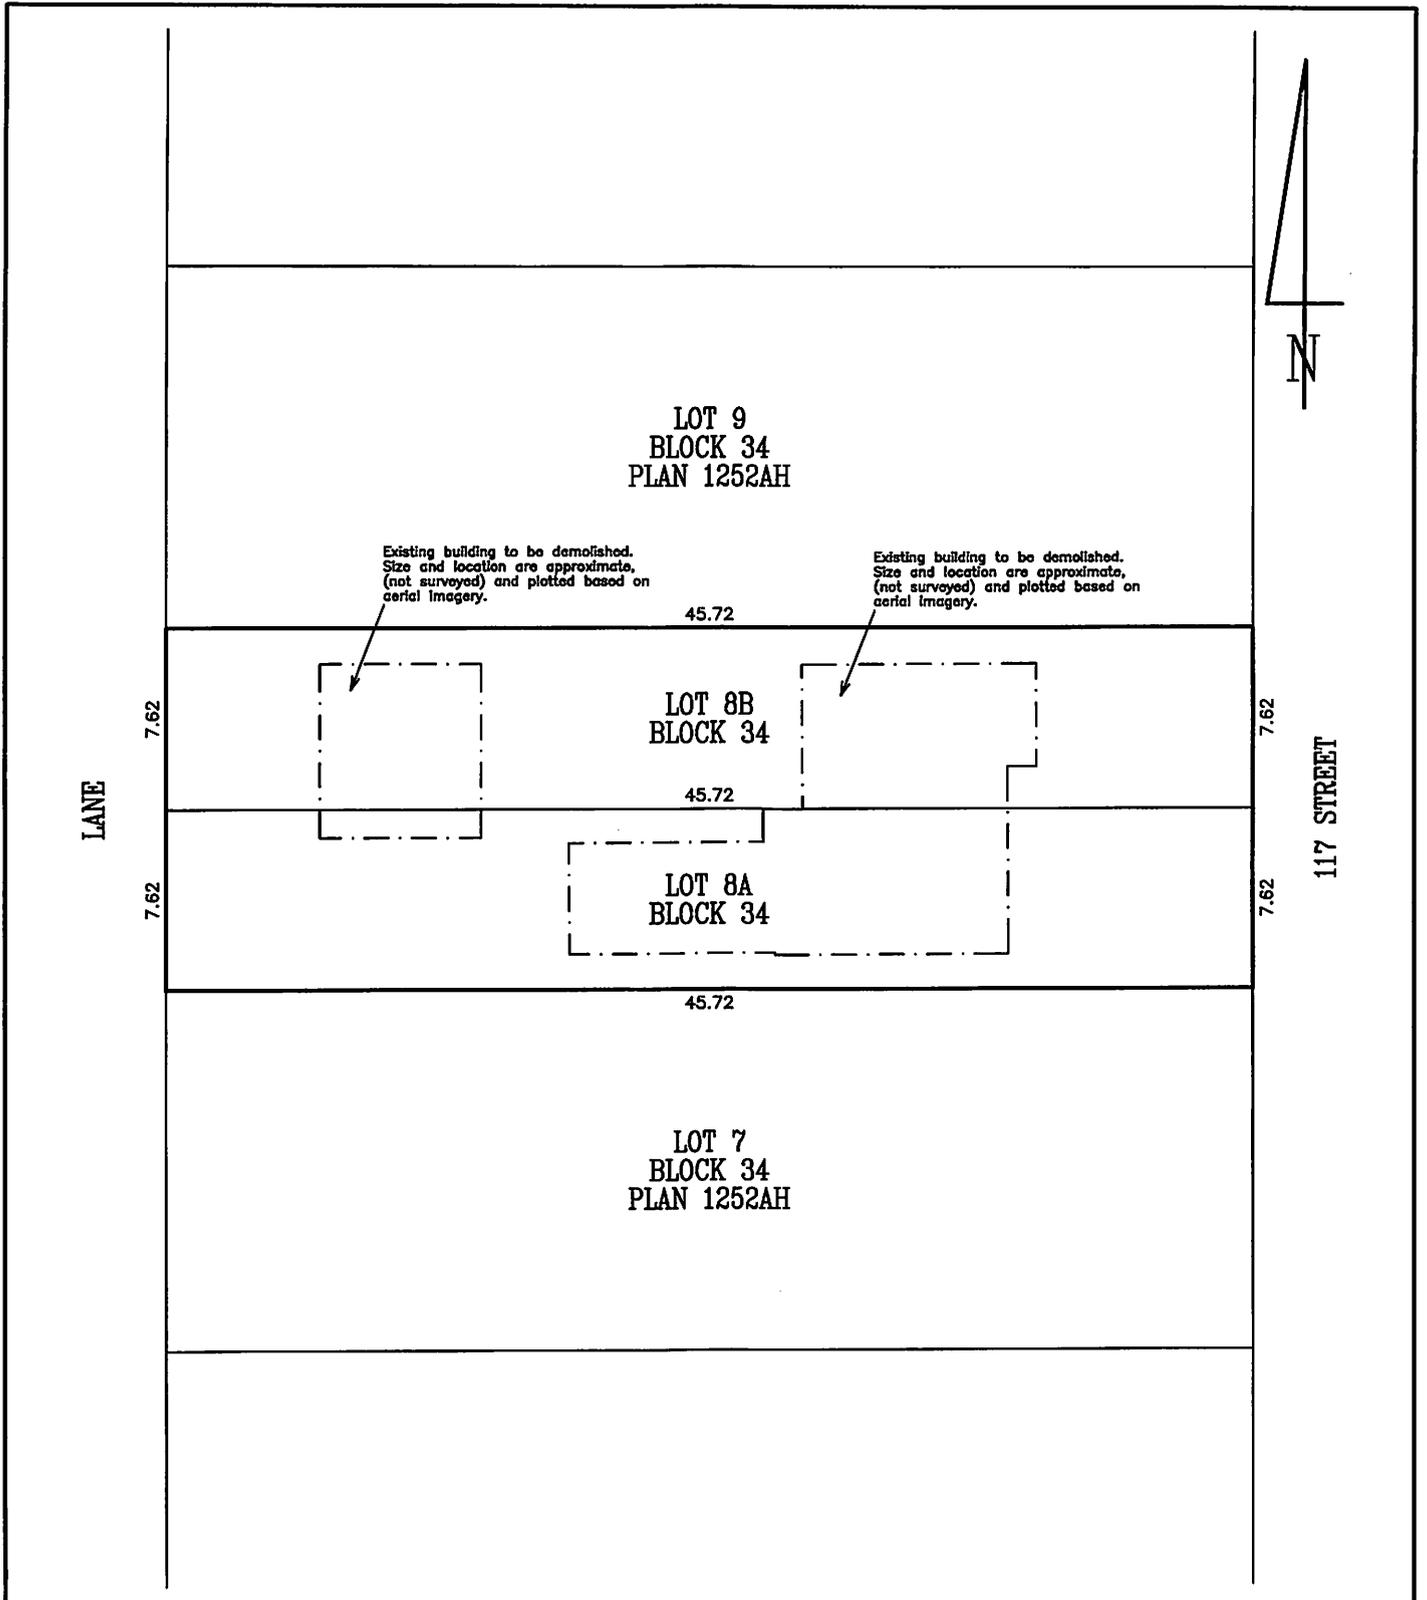 N
LOT 9
BLOCK 34
PLAN 1252AH
Existing building to be demolished.
Size and location are approximate,
(not surveyed) and plotted based on
aerial imagery.
Existing building to be demolished.
Size and location are approximate,
(not surveyed) and plotted based on
aerial imagery.
45.72
7.62
LOT 8B
BLOCK 34
7.62
45.72
LANE
117 STREET
7.62
LOT 8A
BLOCK 34
7.62
45.72
LOT 7
BLOCK 34
PLAN 1252AH